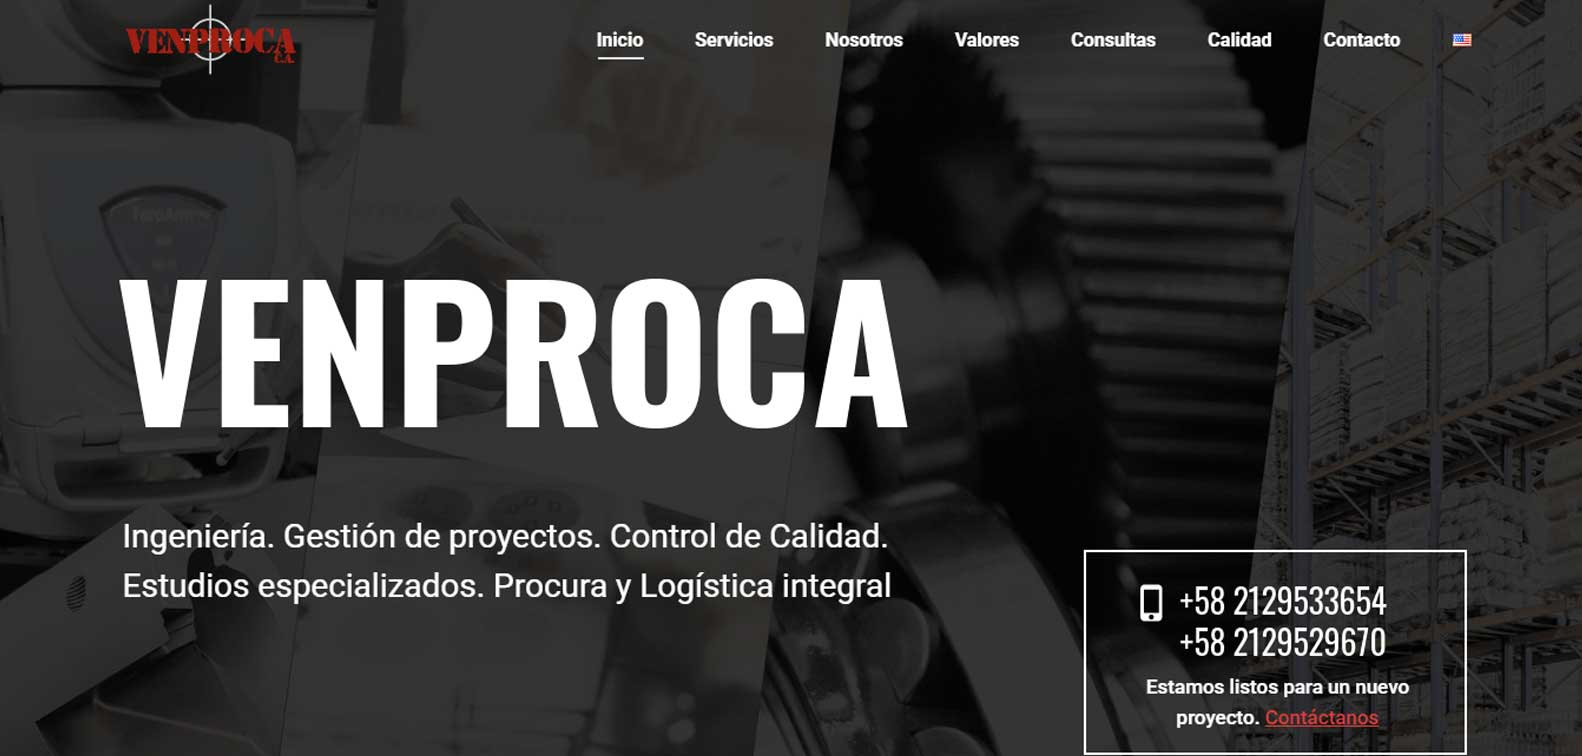 VENPROCA
C.A.
Inicio Servicios Nosotros Valores Consultas Calidad Contacto
VENPROCA
Ingeniería. Gestión de proyectos. Control de Calidad.
Estudios especializados. Procura y Logística integral
+58 2129533654
+58 2129529670
Estamos listos para un nuevo
proyecto. Contáctanos